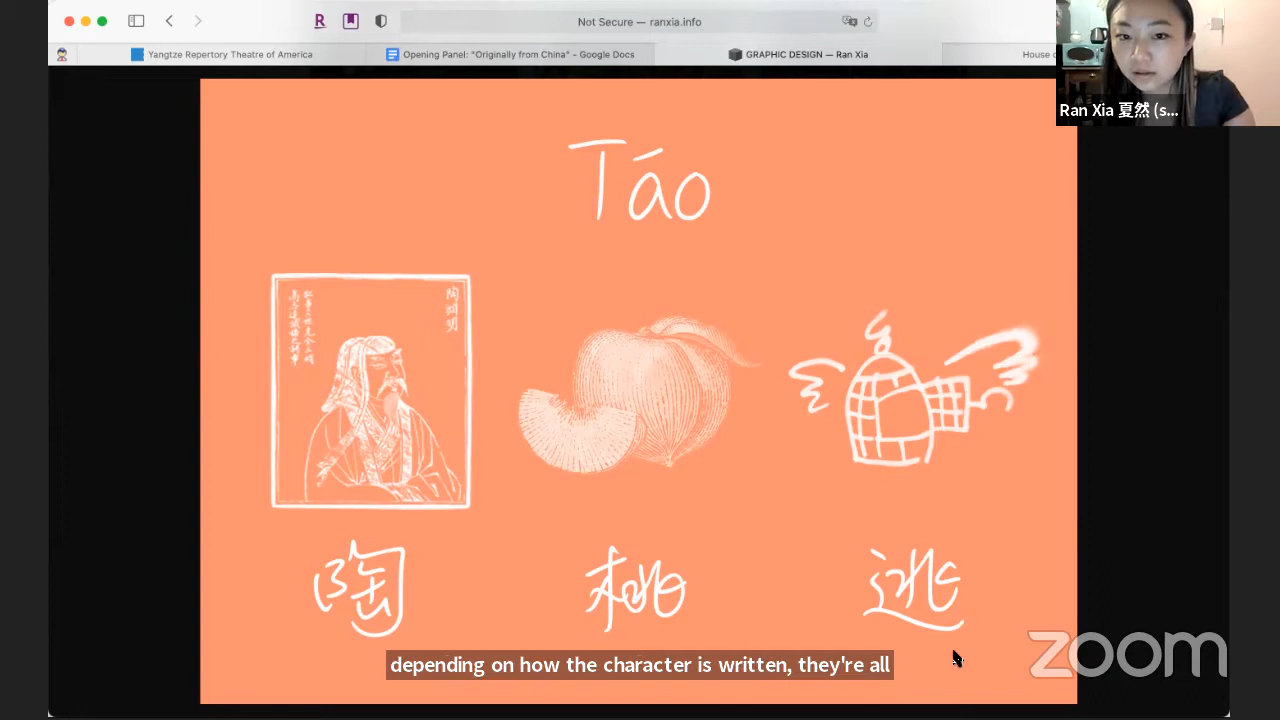 Not Secure — ranxia.info
Yangtze Repertory Theatre of America
Opening Panel: "Originally from China" - Google Docs
GRAPHIC DESIGN — Ran Xia
House
Ran Xia 夏然 (s...
Táo
陶淵明
陶
桃
逃
depending on how the character is written, they're all
zoom